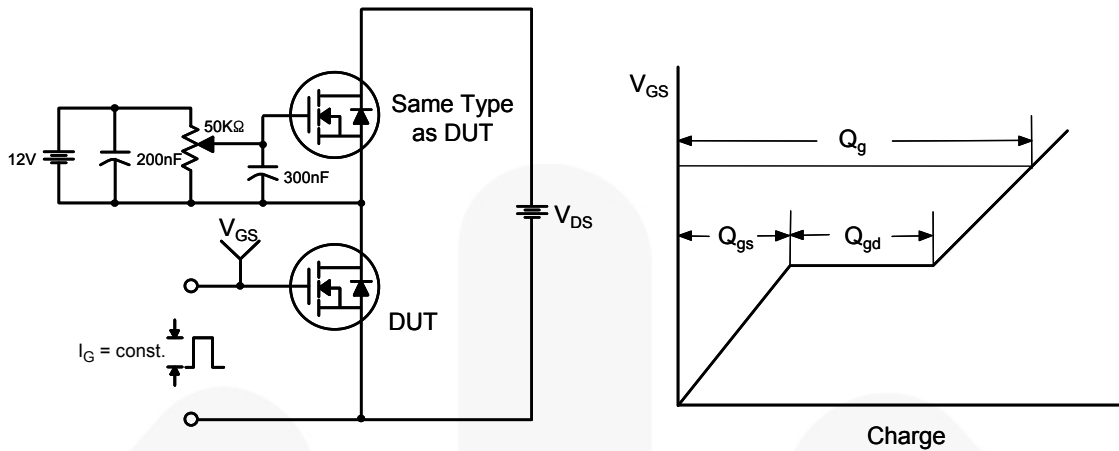 12V
200nF
50KΩ
300nF
Same Type
as DUT
V_GS
DUT
I_G = const.
V_DS
V_GS
Q_g
Q_gs
Q_gd
Charge